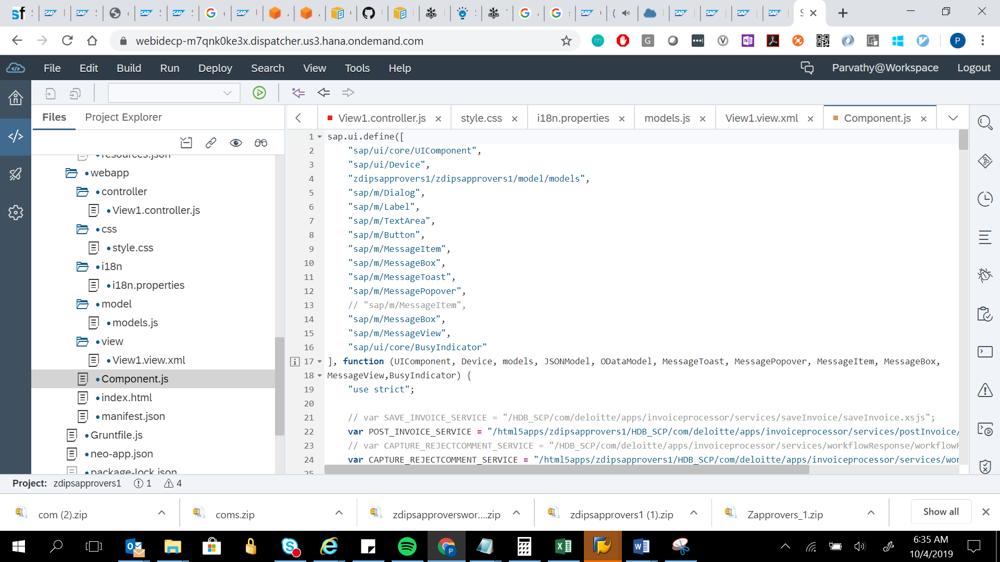 webidecp-m7qnk0ke3x.dispatcher.us3.hana.ondemand.com
File Edit Build Run Deploy Search View Tools Help
Parvathy@Workspace Logout
Files Project Explorer
View1.controller.js style.css i18n.properties models.js View1.view.xml Component.js
resources.json
webapp
controller
View1.controller.js
css
style.css
i18n
i18n.properties
model
models.js
view
View1.view.xml
Component.js
index.html
manifest.json
Gruntfile.js
neo-app.json
package-lock.json
1 sap.ui.define([
2 "sap/ui/core/UIComponent",
3 "sap/ui/Device",
4 "zdipsapprovers1/zdipsapprovers1/model/models",
5 "sap/m/Dialog",
6 "sap/m/Label",
7 "sap/m/TextArea",
8 "sap/m/Button",
9 "sap/m/MessageItem",
10 "sap/m/MessageBox",
11 "sap/m/MessageToast",
12 "sap/m/MessagePopover",
13 // "sap/m/MessageItem",
14 "sap/m/MessageBox",
15 "sap/m/MessageView",
16 "sap/ui/core/BusyIndicator"
17 ], function (UIComponent, Device, models, JSONModel, ODataModel, MessageToast, MessagePopover, MessageItem, MessageBox,
18 MessageView,BusyIndicator) {
19 "use strict";
20
21 // var SAVE_INVOICE_SERVICE = "/HDB_SCP/com/deloitte/apps/invoiceprocessor/services/saveInvoice/saveInvoice.xsjs";
22 var POST_INVOICE_SERVICE = "/html5apps/zdipsapprovers1/HDB_SCP/com/deloitte/apps/invoiceprocessor/services/postInvoice/
23 // var CAPTURE_REJECTCOMMENT_SERVICE = "/HDB_SCP/com/deloitte/apps/invoiceprocessor/services/workflowResponse/workflow
24 var CAPTURE_REJECTCOMMENT_SERVICE = "/html5apps/zdipsapprovers1/HDB_SCP/com/deloitte/apps/invoiceprocessor/services/wor
25
Project: zdipsapprovers1 1 4
com (2).zip coms.zip zdipsapproverswor....zip zdipsapprovers1 (1).zip Zapprovers_1.zip Show all
6:35 AM
10/4/2019